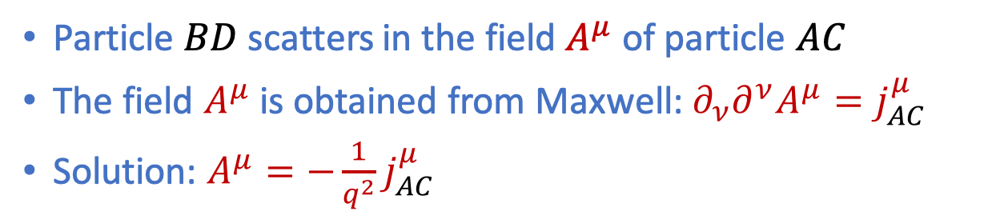 • Particle 𝐵𝐷 scatters in the field 𝐴^𝜇 of particle 𝐴𝐶
• The field 𝐴^𝜇 is obtained from Maxwell: ∂_𝜈 ∂^𝜈 𝐴^𝜇 = 𝑗^𝜇_𝐴𝐶
• Solution: 𝐴^𝜇 = − 1/𝑞² 𝑗^𝜇_𝐴𝐶